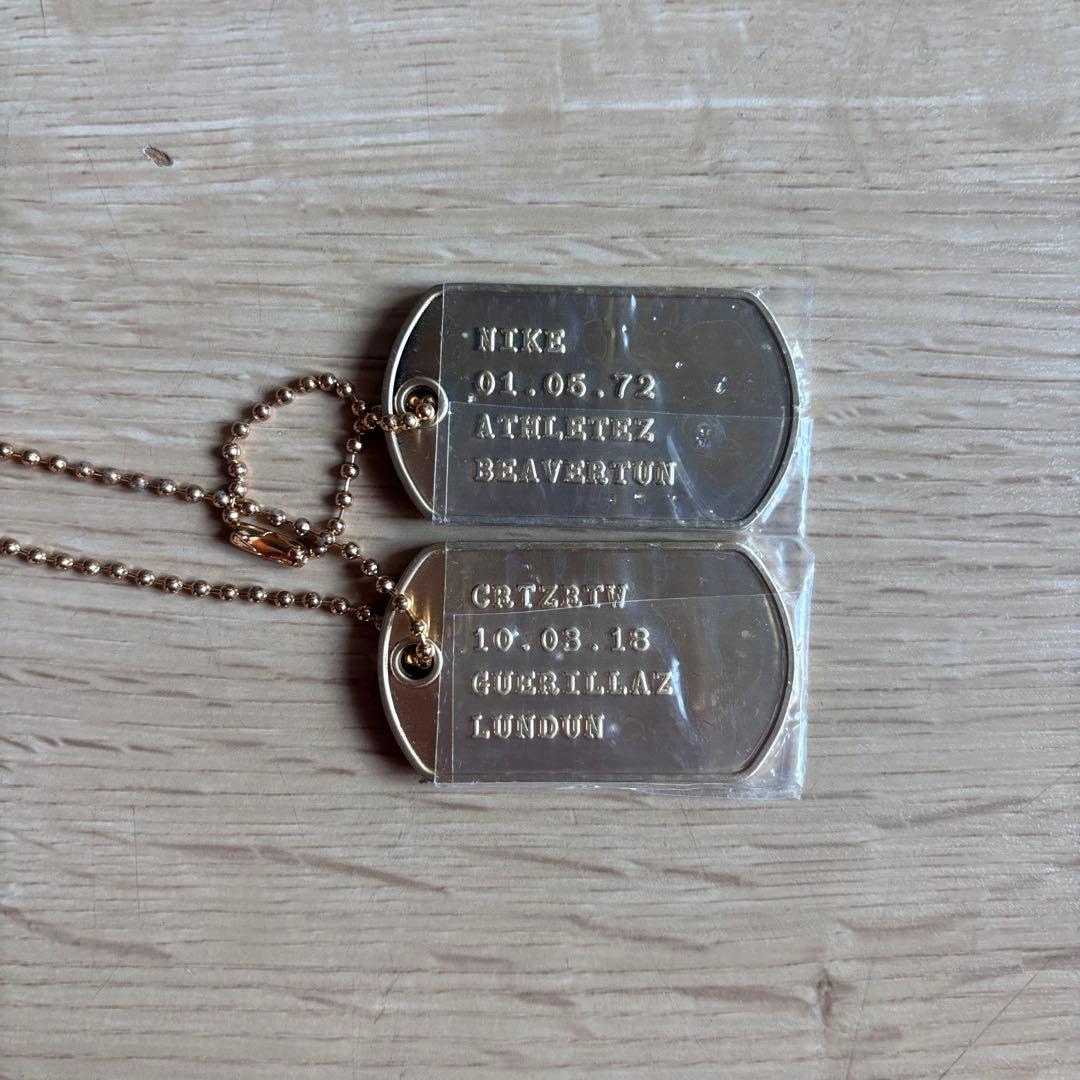 NIKE
01.05.72
ATHLETEZ
BEAVERTUN
CRTZRTW
10.03.18
GUERILLAZ
LUNDUN